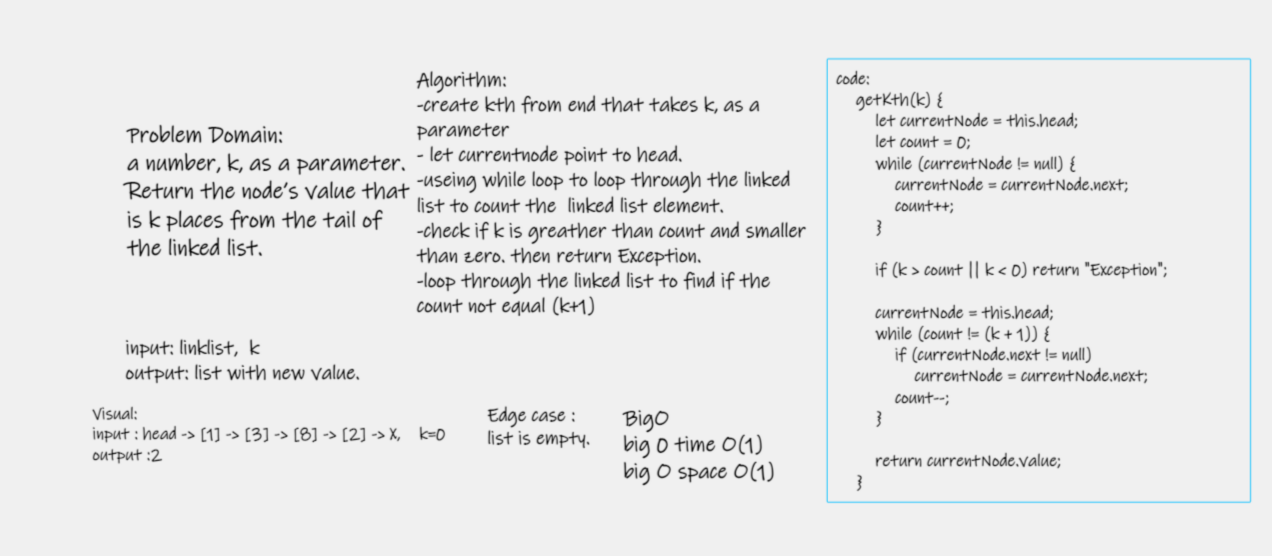 Problem Domain:
a number, k, as a parameter.
Return the node's value that
is k places from the tail of
the linked list.
input: linklist, k
output: list with new value.
Visual:
input : head -> [1] -> [3] -> [8] -> [2] -> X, k=0
output :2
Algorithm:
-create kth from end that takes k, as a
parameter
- let currentnode point to head.
-useing while loop to loop through the linked
list to count the linked list element.
-check if k is greather than count and smaller
than zero. then return Exception.
-loop through the linked list to find if the
count not equal (k+1)
Edge case :
list is empty.
BigO
big O time O(1)
big O space O(1)
code:
getKth(k) {
let currentNode = this.head;
let count = 0;
while (currentNode != null) {
currentNode = currentNode.next;
count++;
}
if (k > count || k < 0) return "Exception";
currentNode = this.head;
while (count != (k + 1)) {
if (currentNode.next != null)
currentNode = currentNode.next;
count--;
}
return currentNode.value;
}